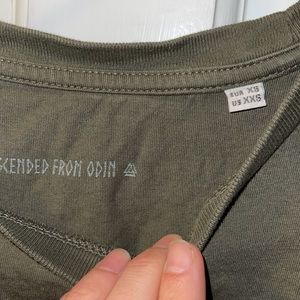 SCENDED FROM ODIN
EUR XS
US XXS